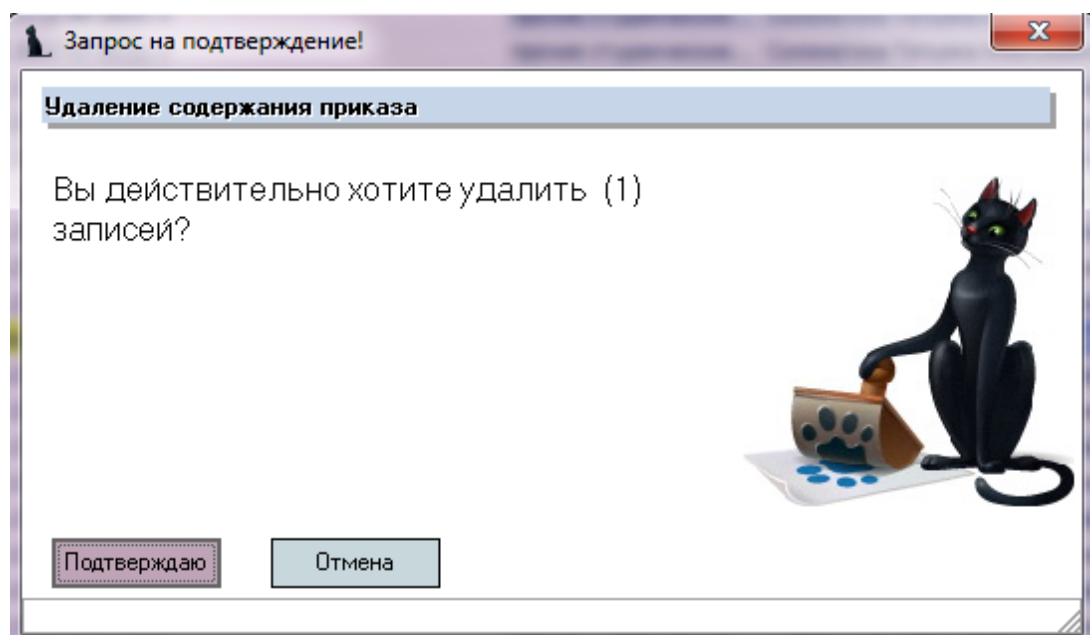 Запрос на подтверждение!
Удаление содержания приказа
Вы действительно хотите удалить (1)
записей?
Подтверждаю
Отмена